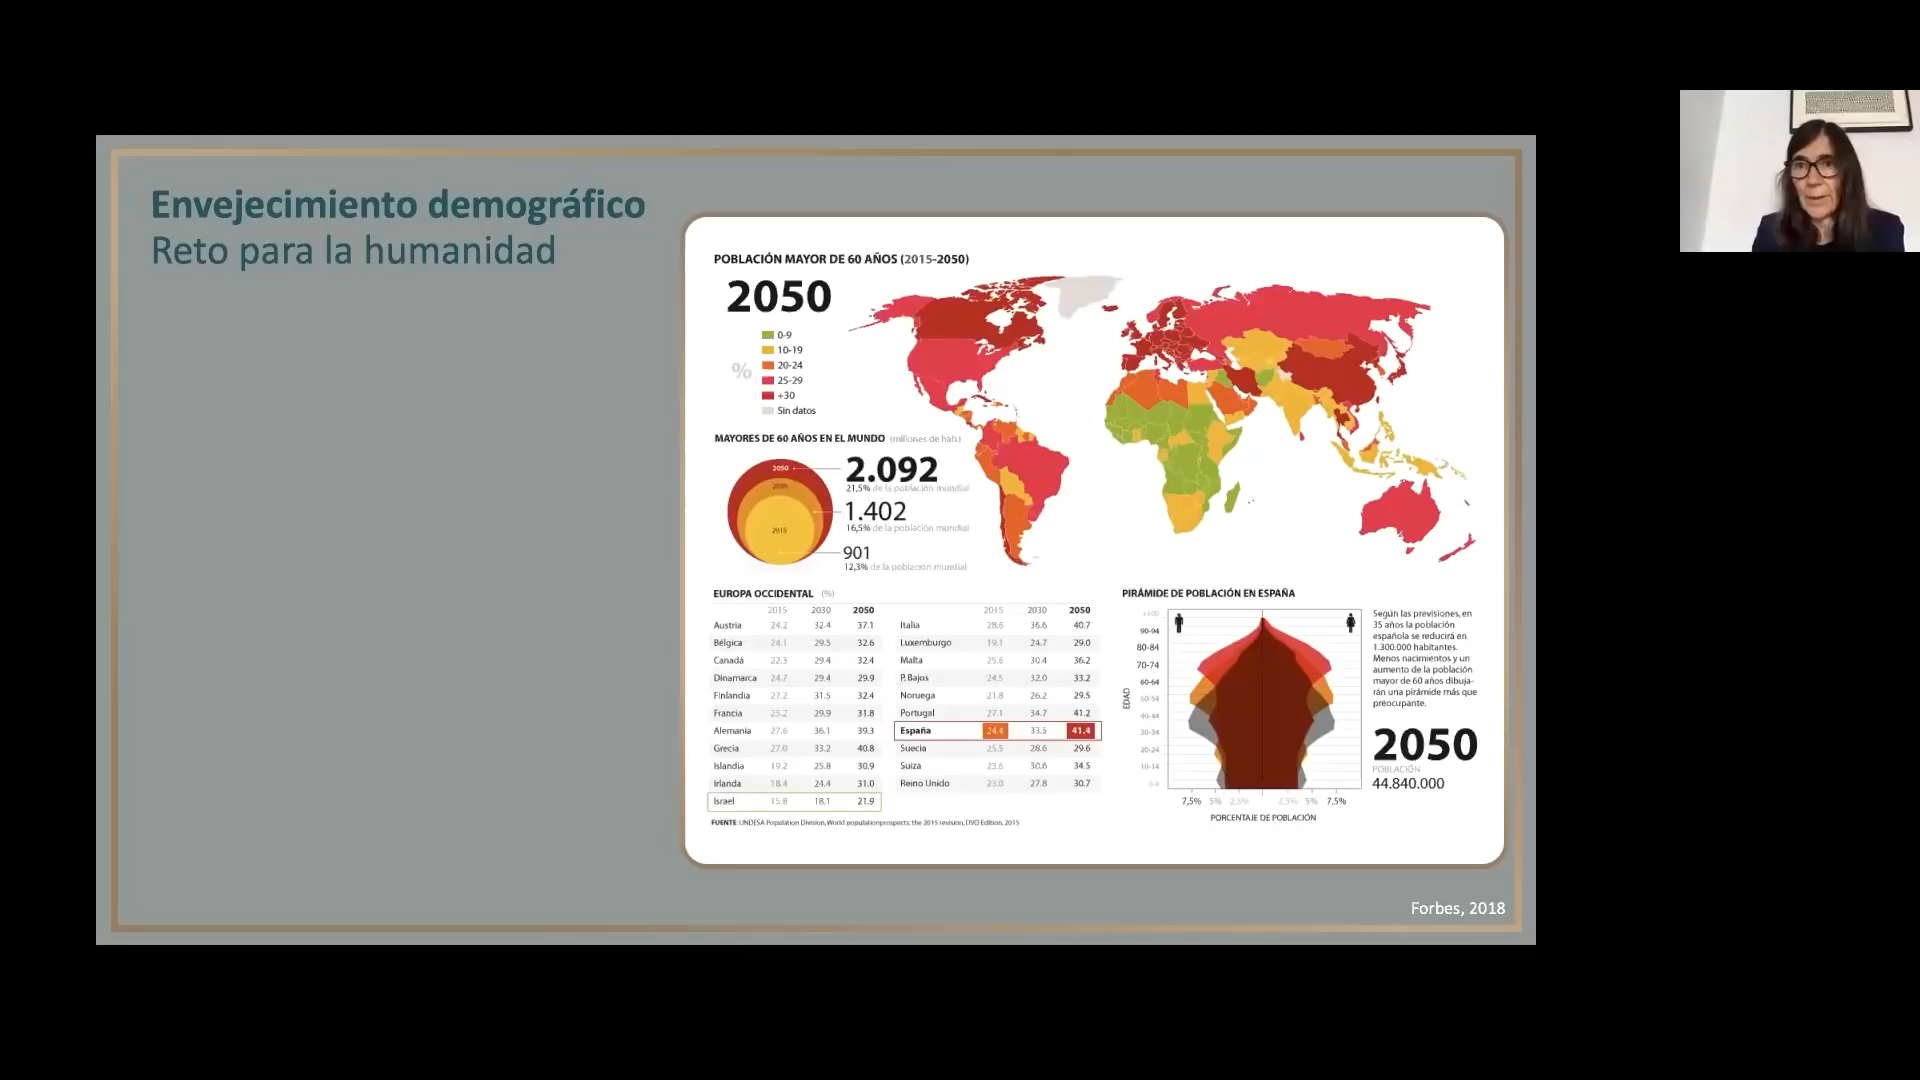 Envejecimiento demográfico
Reto para la humanidad
POBLACIÓN MAYOR DE 60 AÑOS (2015-2050)
2050
%
0-9
10-19
20-24
25-29
+30
Sin datos
MAYORES DE 60 AÑOS EN EL MUNDO (millones de hab.)
2050
2030
2015
2.092
21,5% de la población mundial
1.402
16,5% de la población mundial
901
12,3% de la población mundial
EUROPA OCCIDENTAL (%)
2015 2030 2050
Austria 24.2 32.4 37.1
Bélgica 24.1 29.5 32.6
Canadá 22.3 29.4 32.4
Dinamarca 24.7 29.4 29.9
Finlandia 27.2 31.5 32.4
Francia 25.2 29.9 31.8
Alemania 27.6 36.1 39.3
Grecia 27.0 33.2 40.8
Islandia 19.2 25.8 30.9
Irlanda 18.4 24.4 31.0
Israel 15.8 18.1 21.9
2015 2030 2050
Italia 28.6 36.6 40.7
Luxemburgo 19.1 24.7 29.0
Malta 25.6 30.4 36.2
P. Bajos 24.5 32.0 33.2
Noruega 21.8 26.2 29.5
Portugal 27.1 34.7 41.2
España 24.4 33.5 41.4
Suecia 25.5 28.6 29.6
Suiza 23.6 30.6 34.5
Reino Unido 23.0 27.8 30.7
FUENTE: UNDESA Population Division, World populationprospects: the 2015 revision, DVD Edition, 2015
PIRÁMIDE DE POBLACIÓN EN ESPAÑA
EDAD
+100
90-94
80-84
70-74
60-64
50-54
40-44
30-34
20-24
10-14
0-4
7,5% 5% 2,5% 2,5% 5% 7,5%
PORCENTAJE DE POBLACIÓN
Según las previsiones, en
35 años la población
española se reducirá en
1.300.000 habitantes.
Menos nacimientos y un
aumento de la población
mayor de 60 años dibuja-
rán una pirámide más que
preocupante.
2050
POBLACIÓN
44.840.000
Forbes, 2018